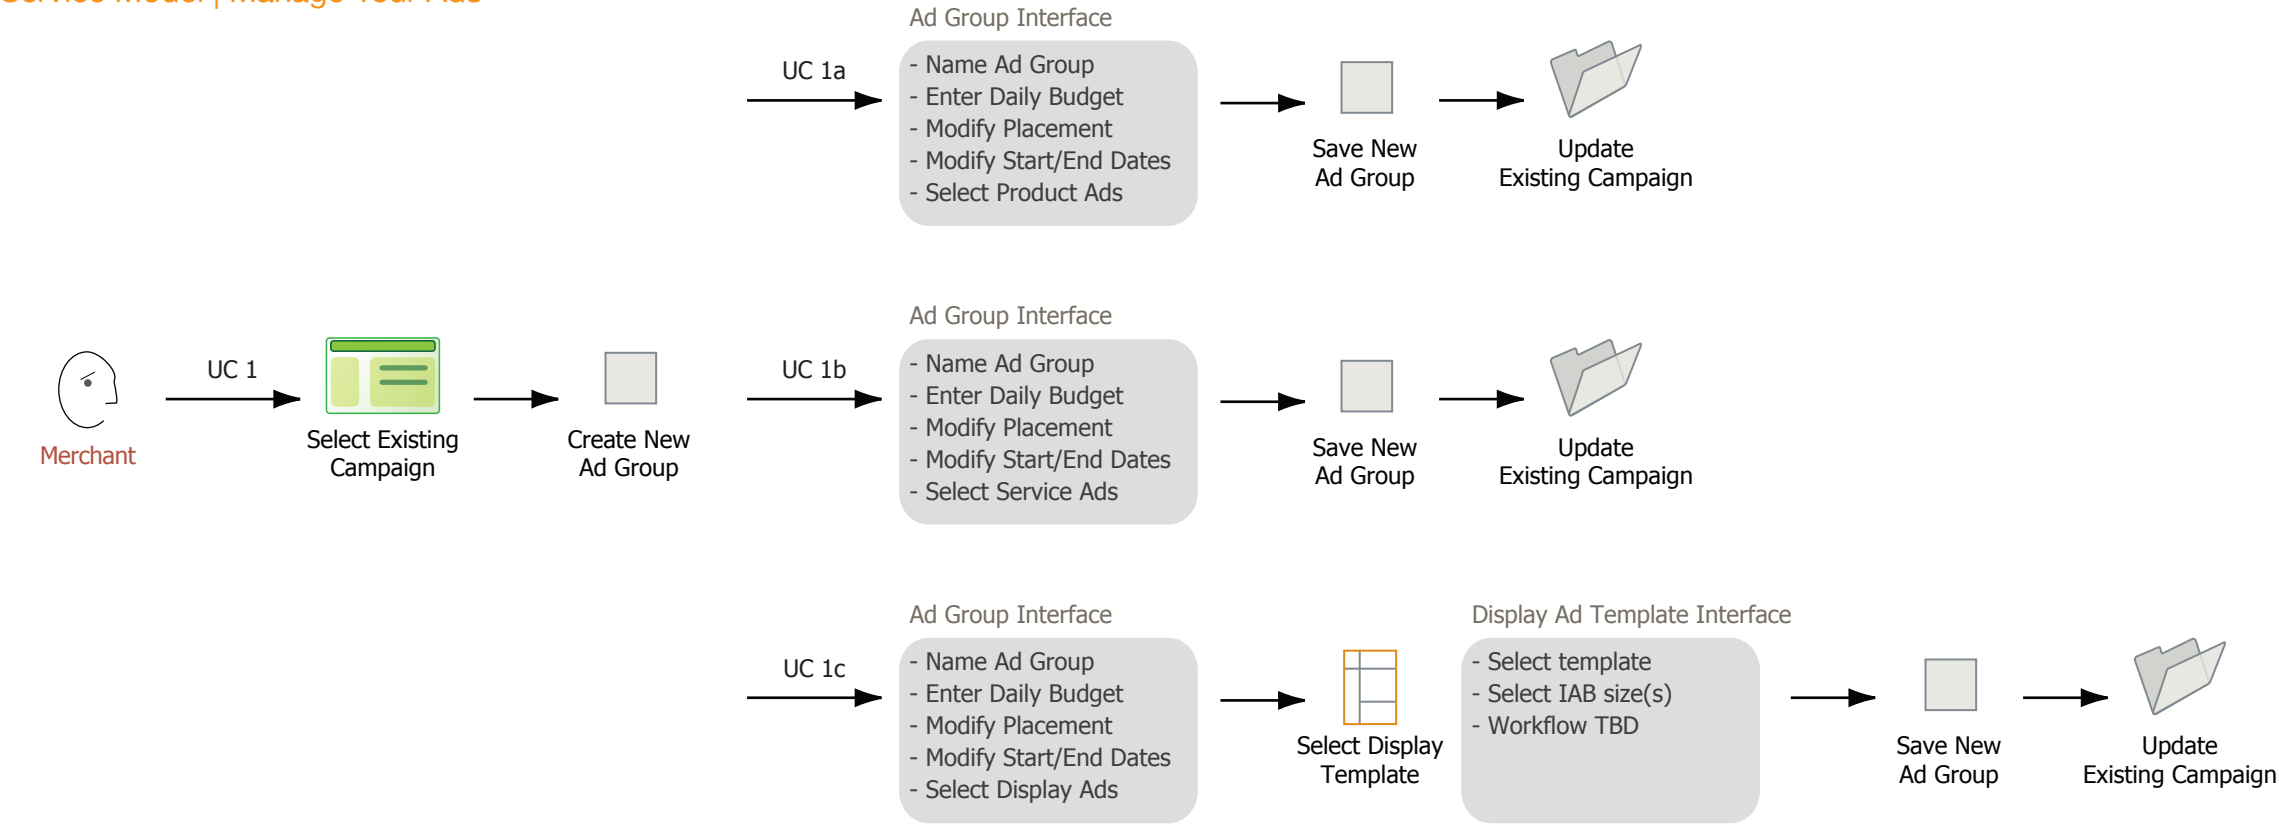 Service Model | Manage Your Ads
Ad Group Interface
UC 1a
- Name Ad Group
- Enter Daily Budget
- Modify Placement
- Modify Start/End Dates
- Select Product Ads
Save New
Ad Group
Update
Existing Campaign
Merchant
UC 1
Select Existing
Campaign
Create New
Ad Group
Ad Group Interface
UC 1b
- Name Ad Group
- Enter Daily Budget
- Modify Placement
- Modify Start/End Dates
- Select Service Ads
Save New
Ad Group
Update
Existing Campaign
Ad Group Interface
UC 1c
- Name Ad Group
- Enter Daily Budget
- Modify Placement
- Modify Start/End Dates
- Select Display Ads
Select Display
Template
Display Ad Template Interface
- Select template
- Select IAB size(s)
- Workflow TBD
Save New
Ad Group
Update
Existing Campaign